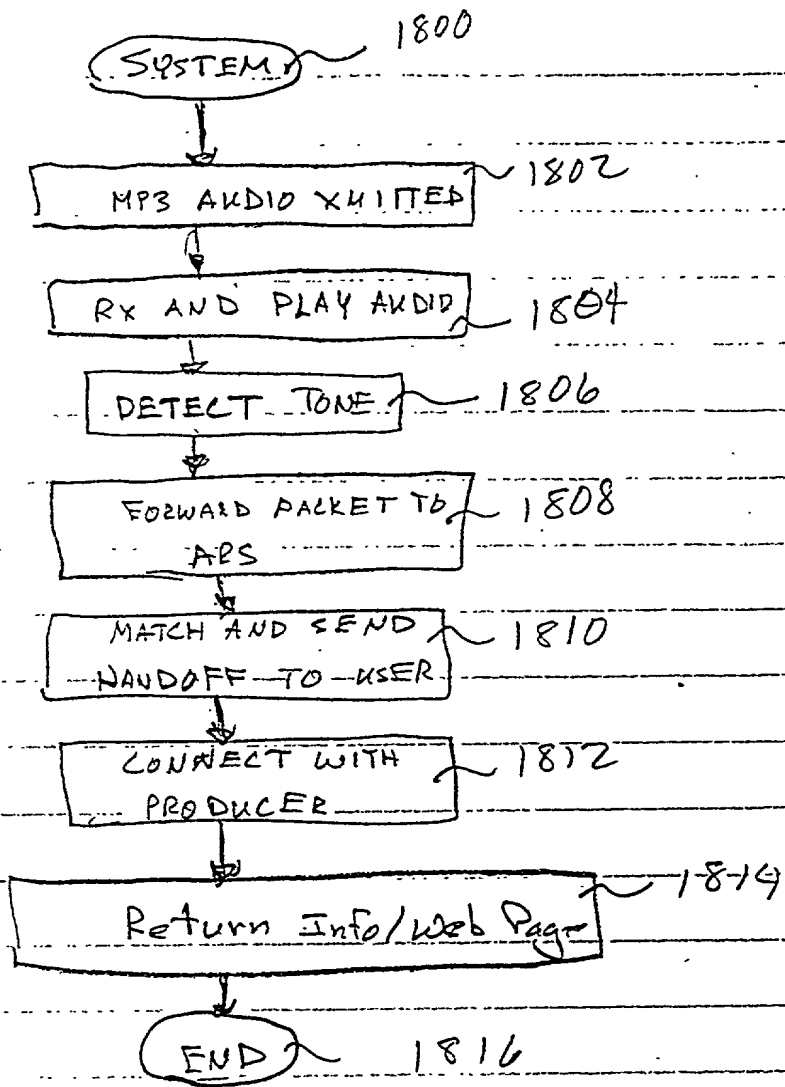 1800
SYSTEM
1802
MP3 AUDIO XMITTED
RX AND PLAY AUDIO
1804
DETECT TONE
1806
FORWARD PACKET TO
1808
ARS
MATCH AND SEND
1810
HANDOFF TO USER
CONNECT WITH
1812
PRODUCER
1814
Return Info/Web Page
END
1816